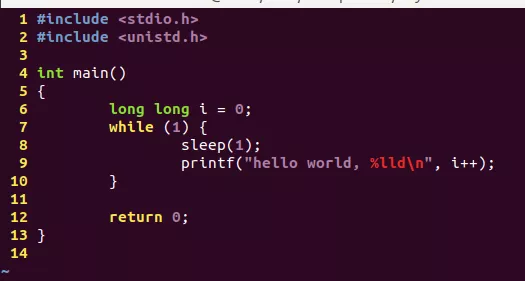 1 #include <stdio.h>
2 #include <unistd.h>
3
4 int main()
5 {
6         long long i = 0;
7         while (1) {
8                 sleep(1);
9                 printf("hello world, %lld\n", i++);
10         }
11
12         return 0;
13 }
14
~